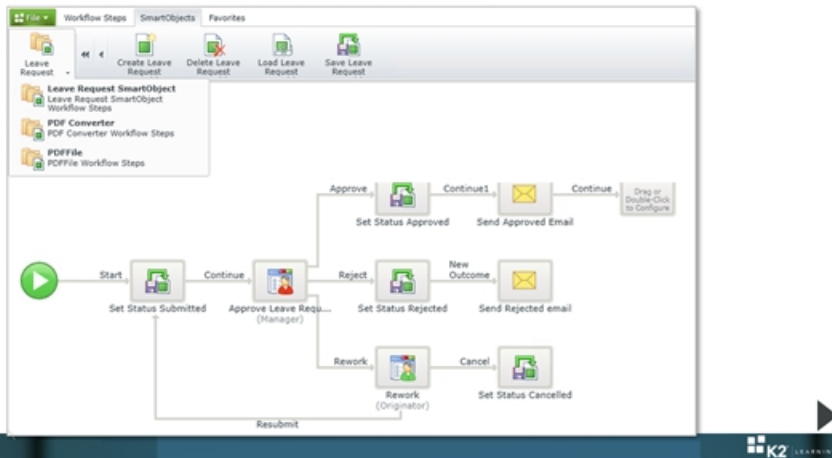 File
Workflow Steps
SmartObjects
Favorites
Leave
Request
Create Leave
Request
Delete Leave
Request
Load Leave
Request
Save Leave
Request
Leave Request SmartObject
Leave Request SmartObject
Workflow Steps
PDF Converter
PDF Converter Workflow Steps
PDFFile
PDFFile Workflow Steps
Approve
Continue1
Continue
Drag or
Double-Click
to Configure
Set Status Approved
Send Approved Email
Start
Continue
Reject
New
Outcome
Set Status Submitted
Approve Leave Requ...
(Manager)
Set Status Rejected
Send Rejected email
Rework
Cancel
Rework
(Originator)
Set Status Cancelled
Resubmit
K2
LEARNING